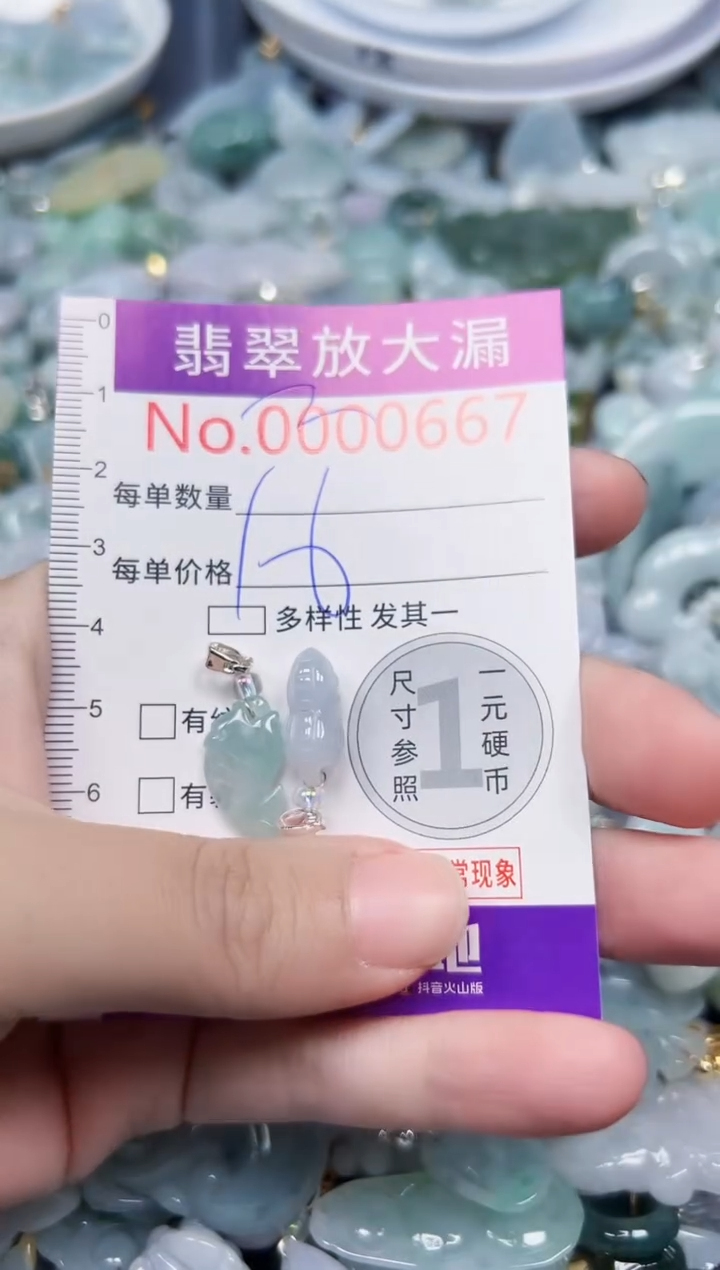 翡翠放大漏
No.0000667
每单数量
每单价格
16
多样性 发其一
有
有
尺寸参照
1
一元硬币
常现象
抖音火山版
0
1
2
3
4
5
6